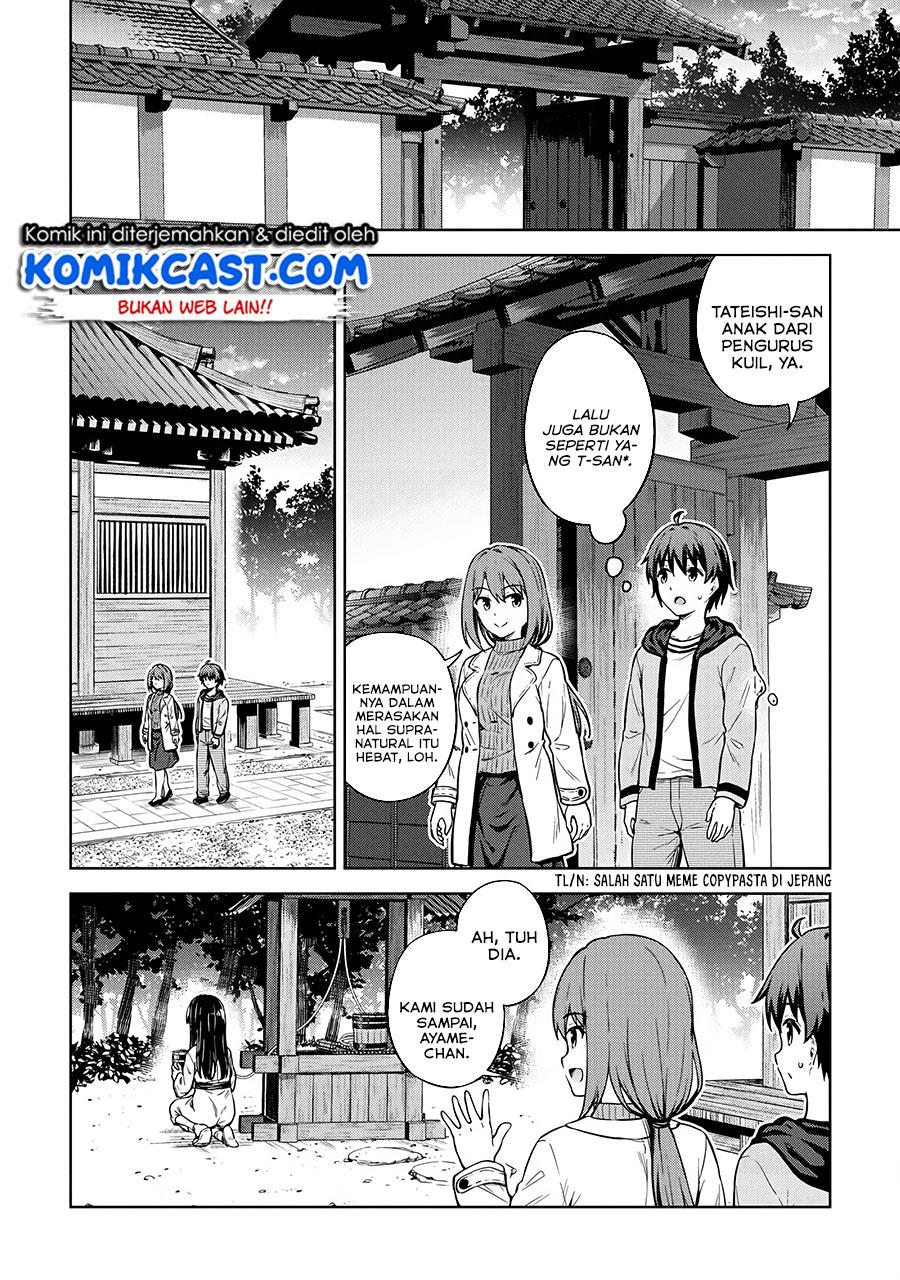 Komik ini diterjemahkan & diedit oleh
KOMIKCAST.COM
BUKAN WEB LAIN!!
TATEISHI-SAN
ANAK DARI
PENGURUS
KUIL, YA.
LALU
JUGA BUKAN
SEPERTI YA-
NG T-SAN*.
KEMAMPUAN-
NYA DALAM
MERASAKAN
HAL SUPRA-
NATURAL ITU
HEBAT, LOH.
TL/N: SALAH SATU MEME COPYPASTA DI JEPANG
AH, TUH
DIA.
KAMI SUDAH
SAMPAI,
AYAME-
CHAN.